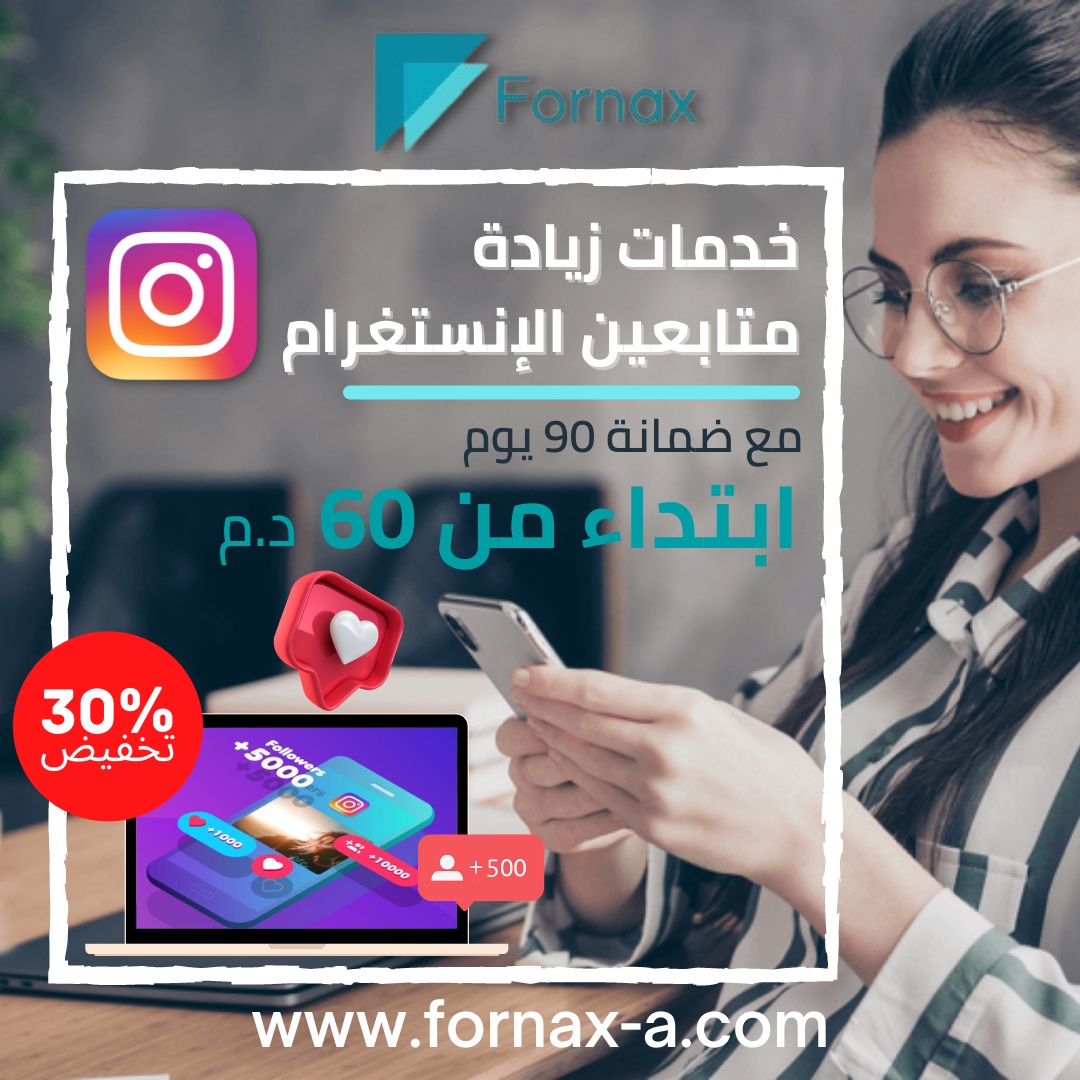 Fornax
خدمات زيادة
متابعين الإنستغرام
مع ضمانة 90 يوم
ابتداء من 60 د.م
30%
تخفيض
Followers
+5000
+1000
+10000
+500
www.fornax-a.com